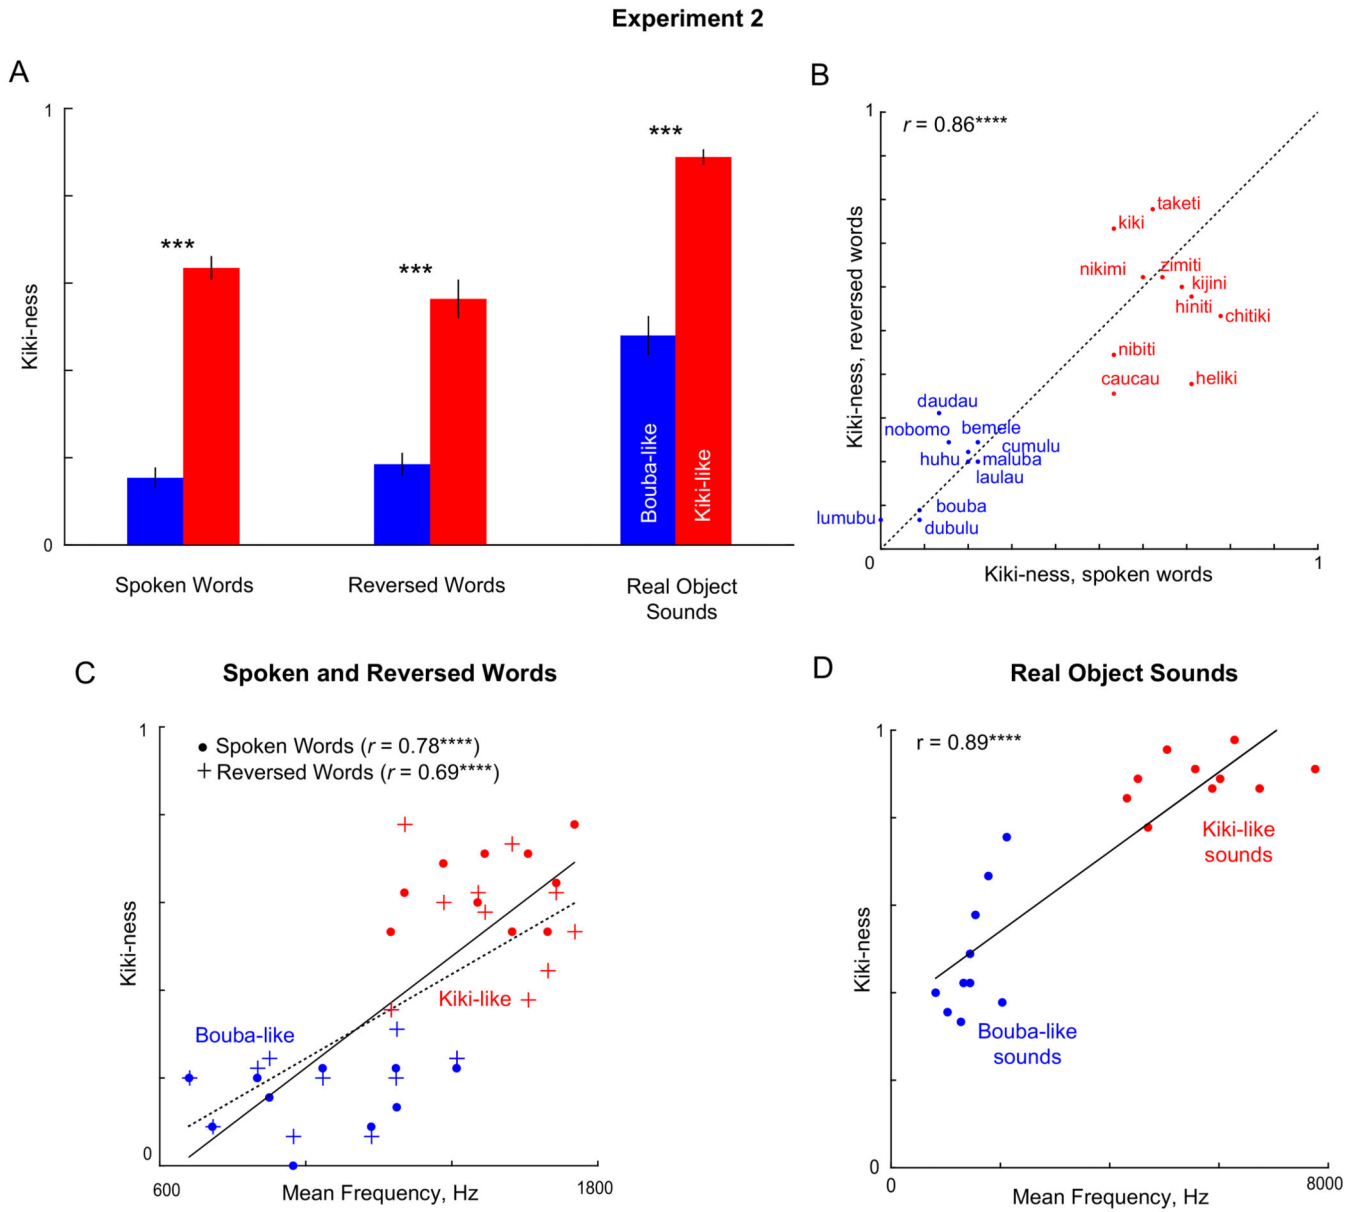 Experiment 2
A
1
***
***
***
Kiki-ness
Bouba-like
Kiki-like
0
Spoken Words
Reversed Words
Real Object
Sounds
B
1
r = 0.86****
taketi
kiki
nikimi
zimiti
kijini
hiniti
chitiki
nibiti
caucau
heliki
Kiki-ness, reversed words
daudau
nobomo
bemele
cumulu
huhu
maluba
laulau
bouba
lumubu
dubulu
0
1
Kiki-ness, spoken words
C
Spoken and Reversed Words
1
Spoken Words (r = 0.78****)
Reversed Words (r = 0.69****)
Kiki-ness
Kiki-like
Bouba-like
0
600
Mean Frequency, Hz
1800
D
Real Object Sounds
1
r = 0.89****
Kiki-like
sounds
Kiki-ness
Bouba-like
sounds
0
0
Mean Frequency, Hz
8000